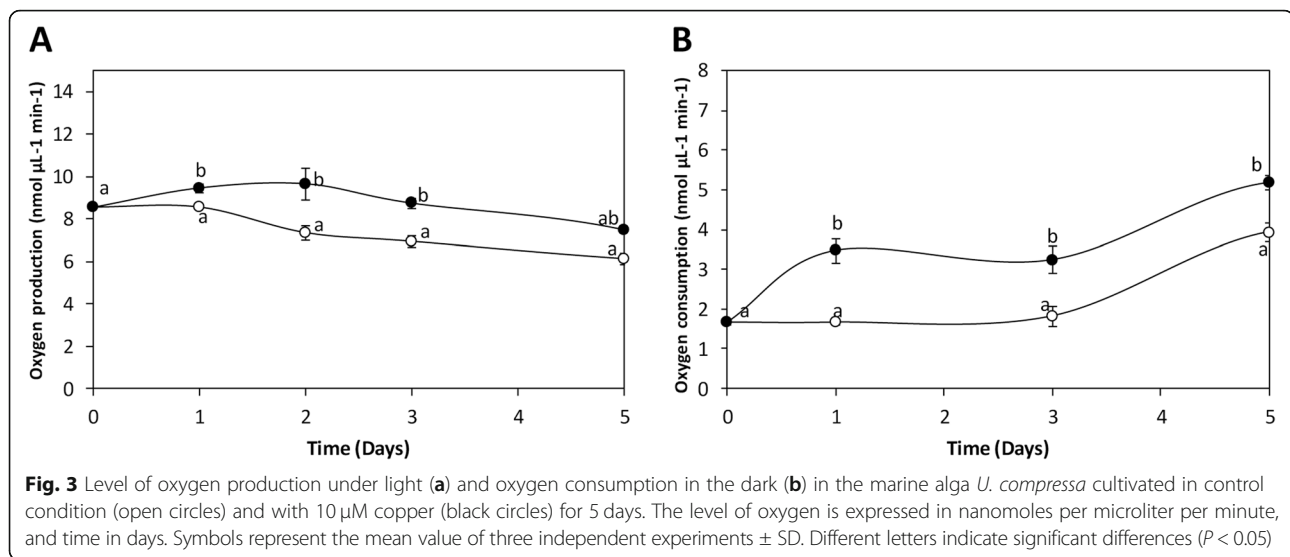 A
Oxygen production (nmol µL-1 min-1)
14
12
10
8
6
4
2
0
a
b
b
b
ab
a
a
a
a
0 1 2 3 4 5
Time (Days)
B
Oxygen consumption (nmol µL-1 min-1)
8
7
6
5
4
3
2
1
0
b
b
b
a
a
a
a
0 1 2 3 4 5
Time (Days)
Fig. 3 Level of oxygen production under light (a) and oxygen consumption in the dark (b) in the marine alga U. compressa cultivated in control
condition (open circles) and with 10 µM copper (black circles) for 5 days. The level of oxygen is expressed in nanomoles per microliter per minute,
and time in days. Symbols represent the mean value of three independent experiments ± SD. Different letters indicate significant differences (P < 0.05)